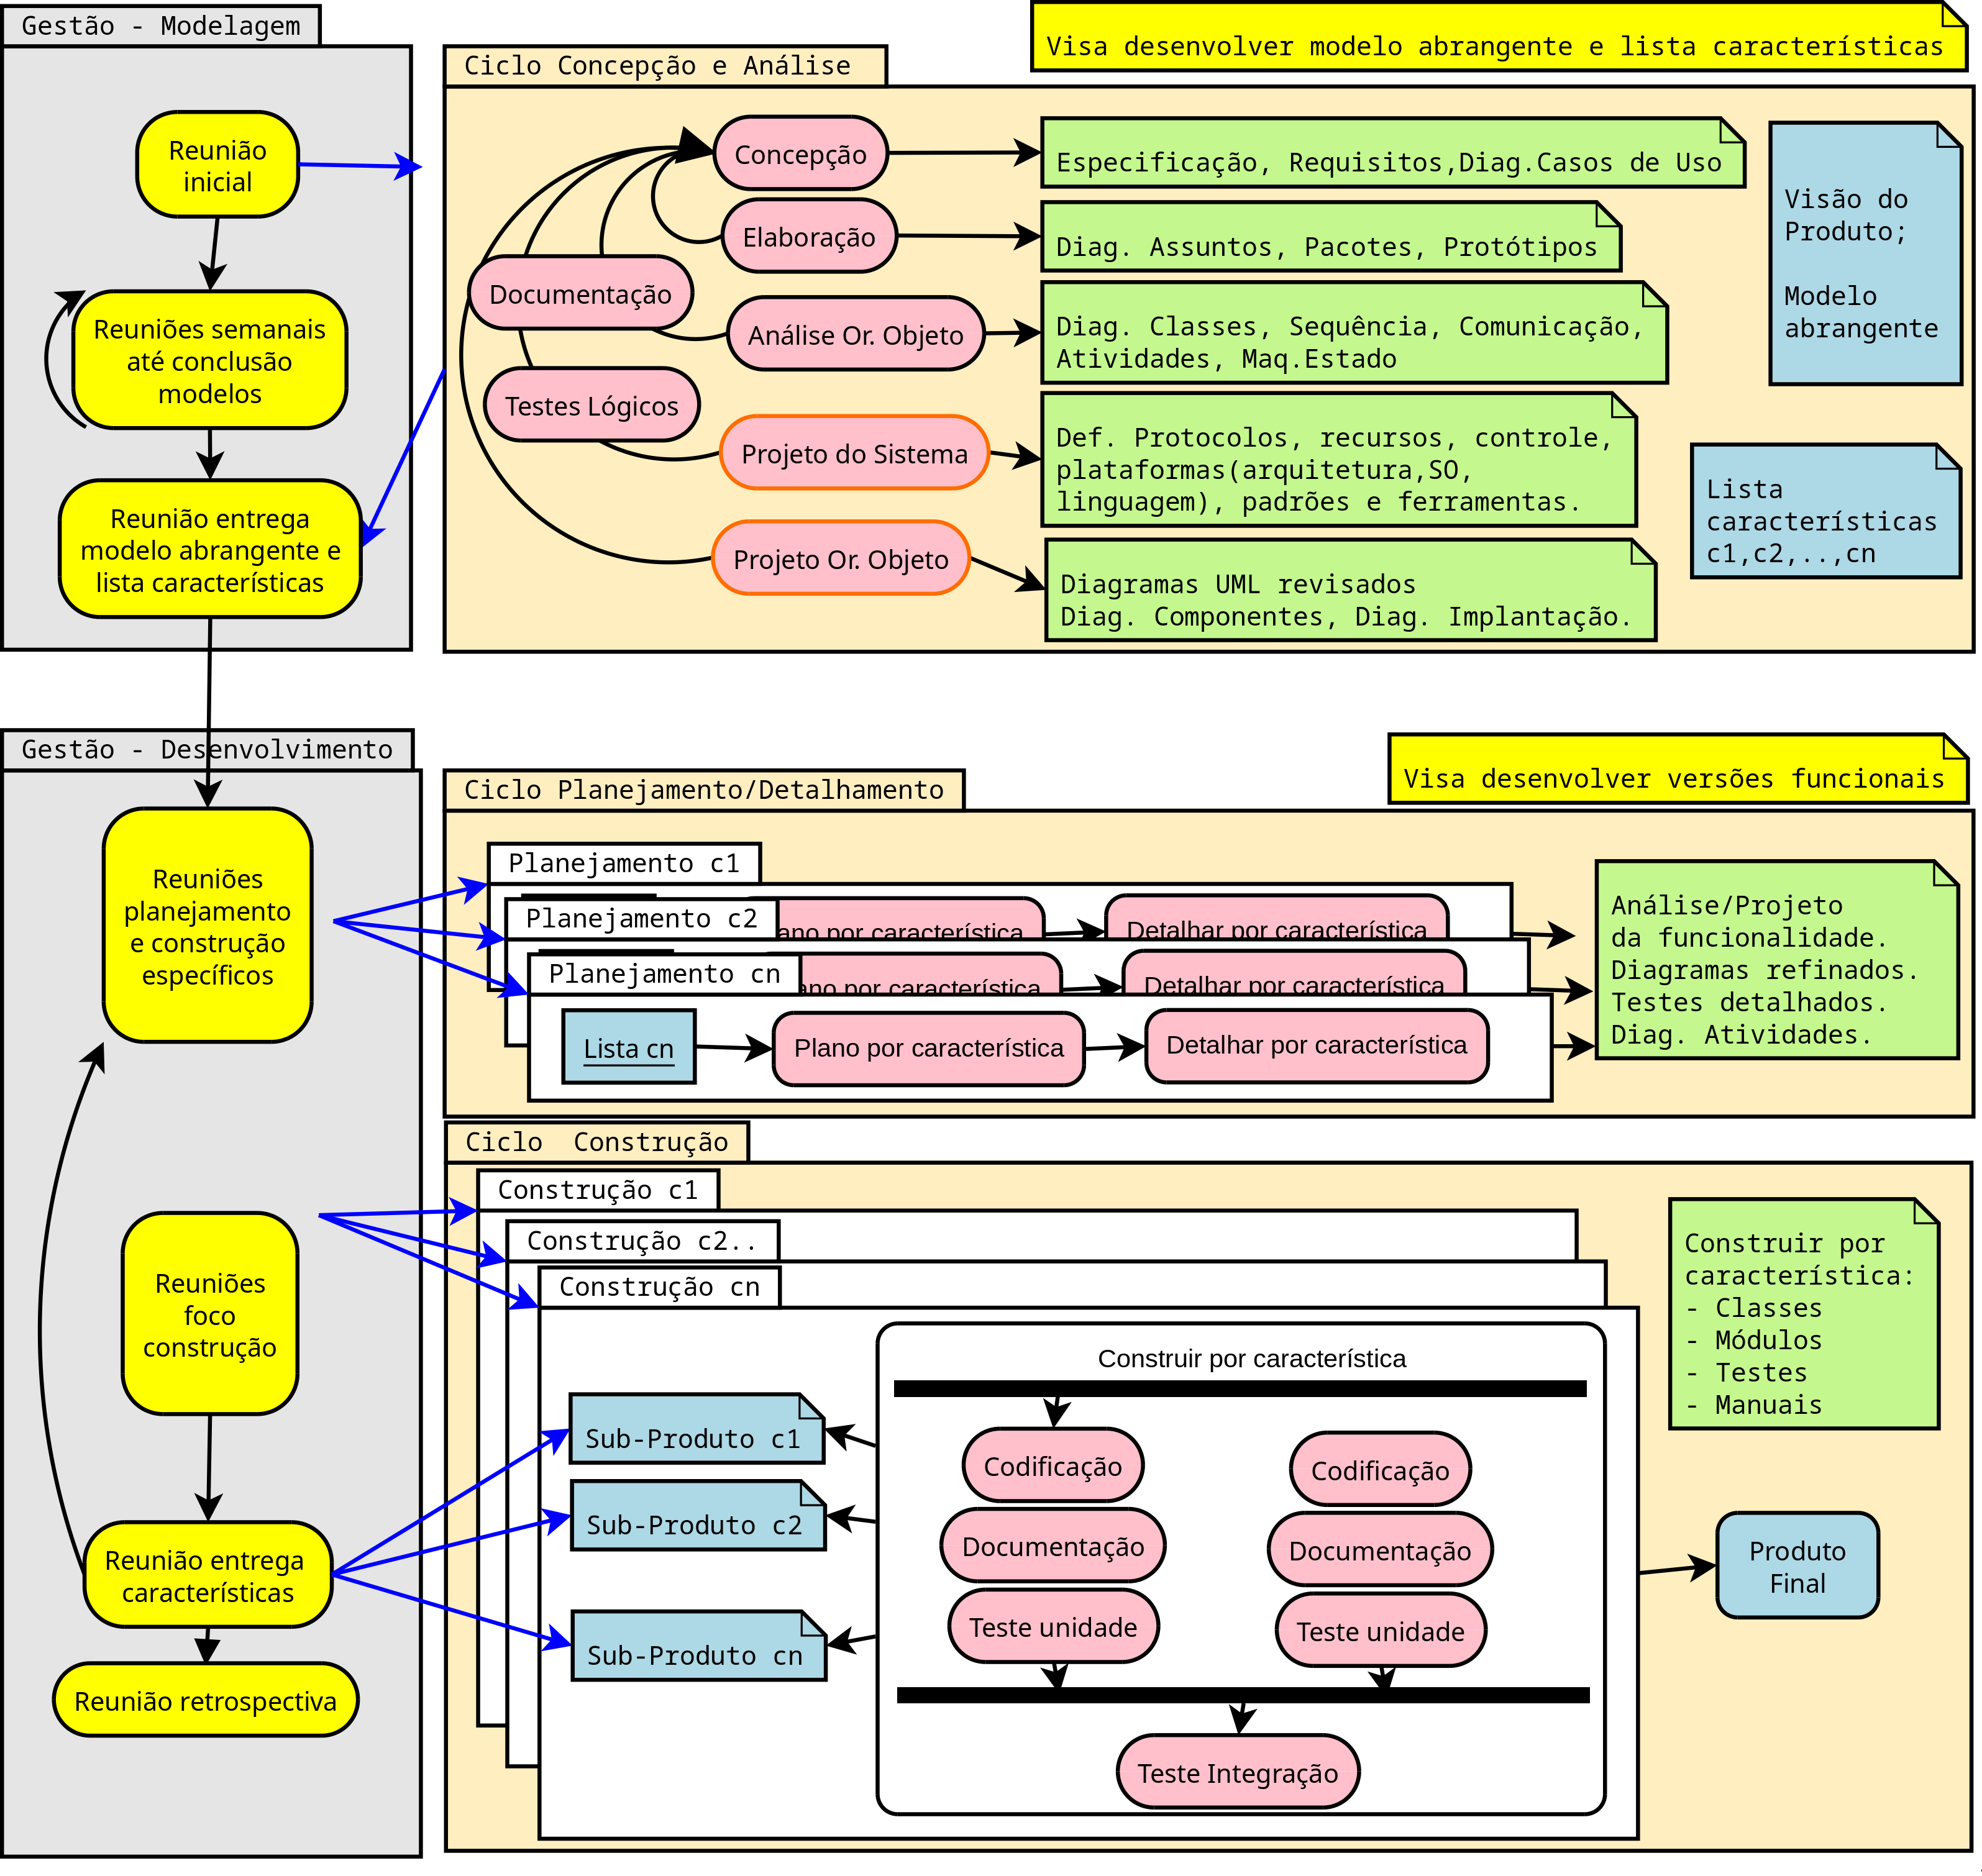 Gestão - Modelagem
Reunião
inicial
Reuniões semanais
até conclusão
modelos
Reunião entrega
modelo abrangente e
lista características
Visa desenvolver modelo abrangente e lista características
Ciclo Concepção e Análise
Concepção
Elaboração
Documentação
Análise Or. Objeto
Testes Lógicos
Projeto do Sistema
Projeto Or. Objeto
Especificação, Requisitos,Diag.Casos de Uso
Diag. Assuntos, Pacotes, Protótipos
Diag. Classes, Sequência, Comunicação,
Atividades, Maq.Estado
Def. Protocolos, recursos, controle,
plataformas(arquitetura,SO,
linguagem), padrões e ferramentas.
Diagramas UML revisados
Diag. Componentes, Diag. Implantação.
Visão do
Produto;
Modelo
abrangente
Lista
características
c1,c2,..,cn
Gestão - Desenvolvimento
Reuniões
planejamento
e construção
específicos
Reuniões
foco
construção
Reunião entrega
características
Reunião retrospectiva
Visa desenvolver versões funcionais
Ciclo Planejamento/Detalhamento
Planejamento c1
ano por característica
Detalhar por característica
Planejamento c2
ano por característica
Detalhar por característica
Planejamento cn
Lista cn
Plano por característica
Detalhar por característica
Análise/Projeto
da funcionalidade.
Diagramas refinados.
Testes detalhados.
Diag. Atividades.
Ciclo  Construção
Construção c1
Construção c2..
Construção cn
Construir por característica
Sub-Produto c1
Sub-Produto c2
Sub-Produto cn
Codificação
Documentação
Teste unidade
Codificação
Documentação
Teste unidade
Teste Integração
Construir por
característica:
- Classes
- Módulos
- Testes
- Manuais
Produto
Final